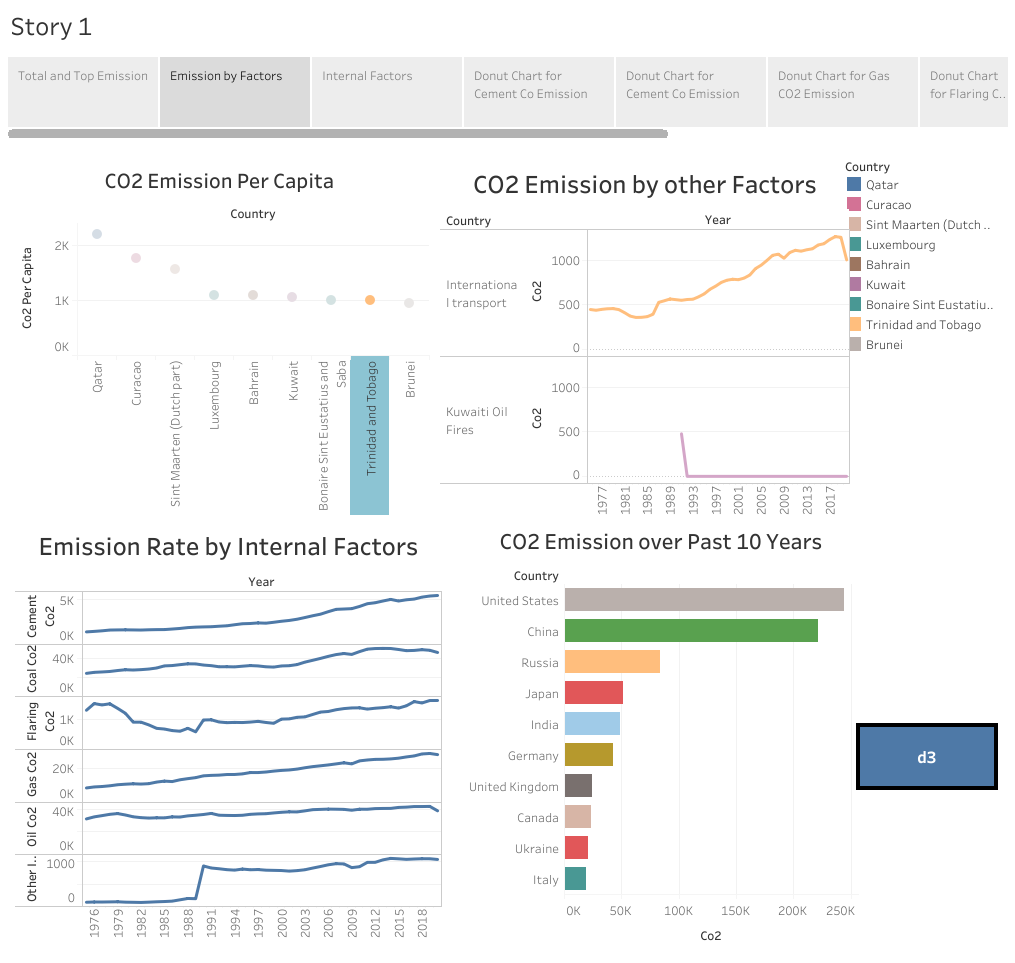 Story 1
Total and Top Emission
Emission by Factors
Internal Factors
Donut Chart for
Cement Co Emission
Donut Chart for
Cement Co Emission
Donut Chart for Gas
CO2 Emission
Donut Chart
for Flaring C..
CO2 Emission Per Capita
Country
Co2 Per Capita
2K
1K
0K
Qatar
Curacao
Sint Maarten (Dutch part)
Luxembourg
Bahrain
Kuwait
Bonaire Sint Eustatius and
Saba
Trinidad and Tobago
Brunei
CO2 Emission by other Factors
Country
Year
Internationa
l transport
Co2
1000
500
0
Kuwaiti Oil
Fires
Co2
1000
500
0
1977
1981
1985
1989
1993
1997
2001
2005
2009
2013
2017
Country
Qatar
Curacao
Sint Maarten (Dutch ..
Luxembourg
Bahrain
Kuwait
Bonaire Sint Eustatiu..
Trinidad and Tobago
Brunei
Emission Rate by Internal Factors
Year
Cement
Co2
5K
0K
Coal Co2
40K
0K
Flaring
Co2
1K
0K
Gas Co2
20K
0K
Oil Co2
40K
0K
Other I..
1000
0
1976
1979
1982
1985
1988
1991
1994
1997
2000
2003
2006
2009
2012
2015
2018
CO2 Emission over Past 10 Years
Country
United States
China
Russia
Japan
India
Germany
United Kingdom
Canada
Ukraine
Italy
0K
50K
100K
150K
200K
250K
Co2
d3